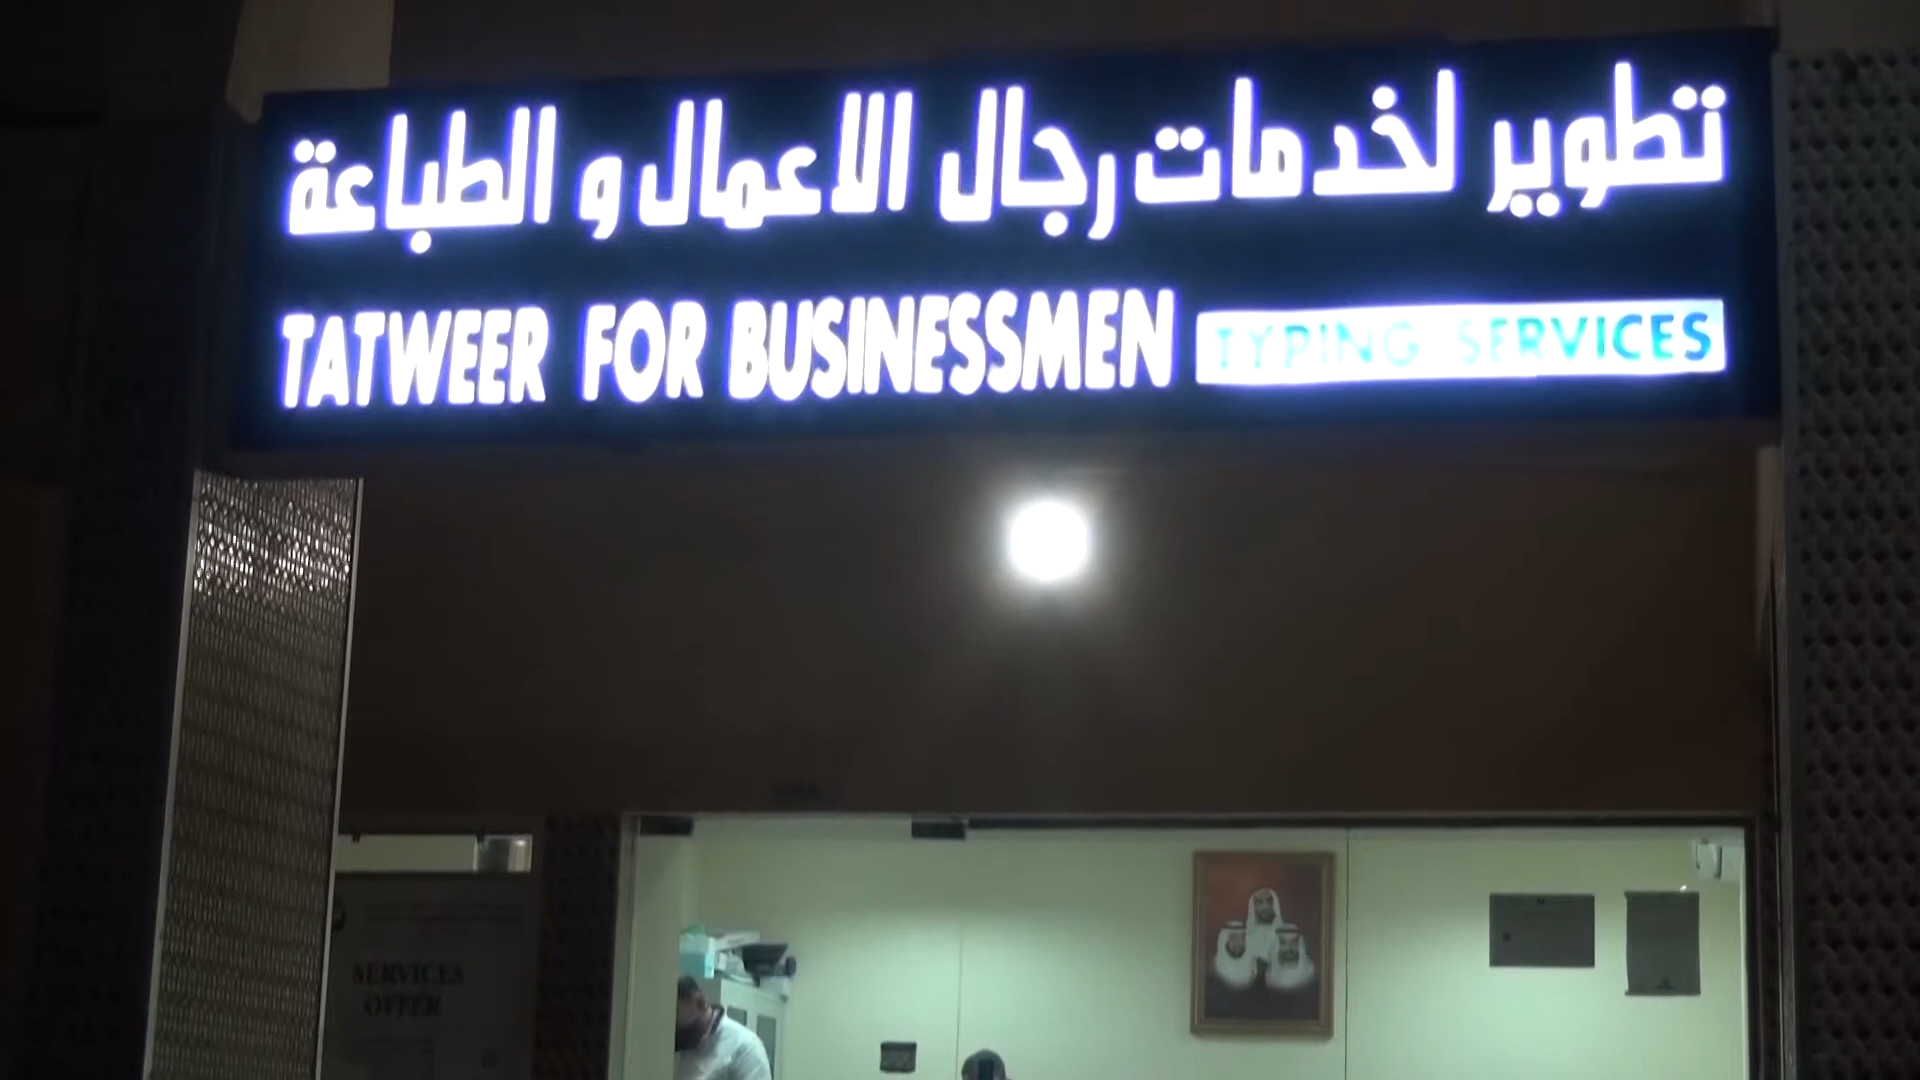 تطوير لخدمات رجال الاعمال و الطباعة
TATWEER FOR BUSINESSMEN TYPING SERVICES
SERVICES
OFFER